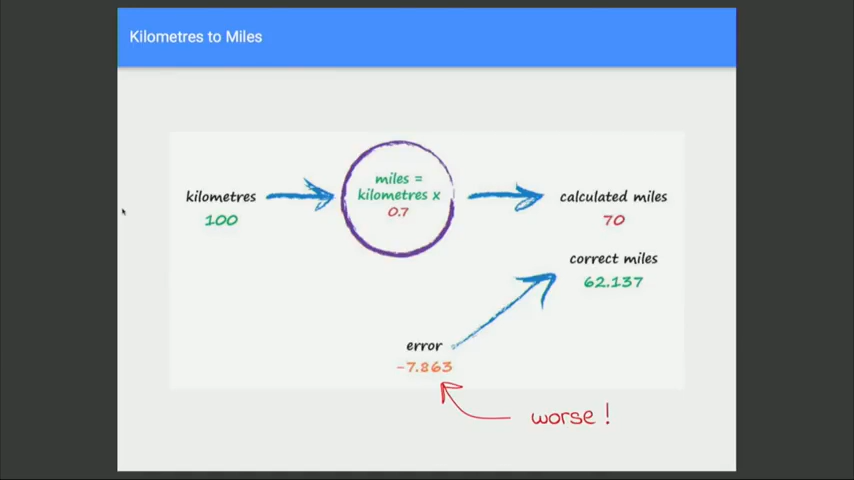 Kilometres to Miles
miles =
kilometres x
0.7
kilometres
100
calculated miles
70
correct miles
62.137
error
-7.863
worse !